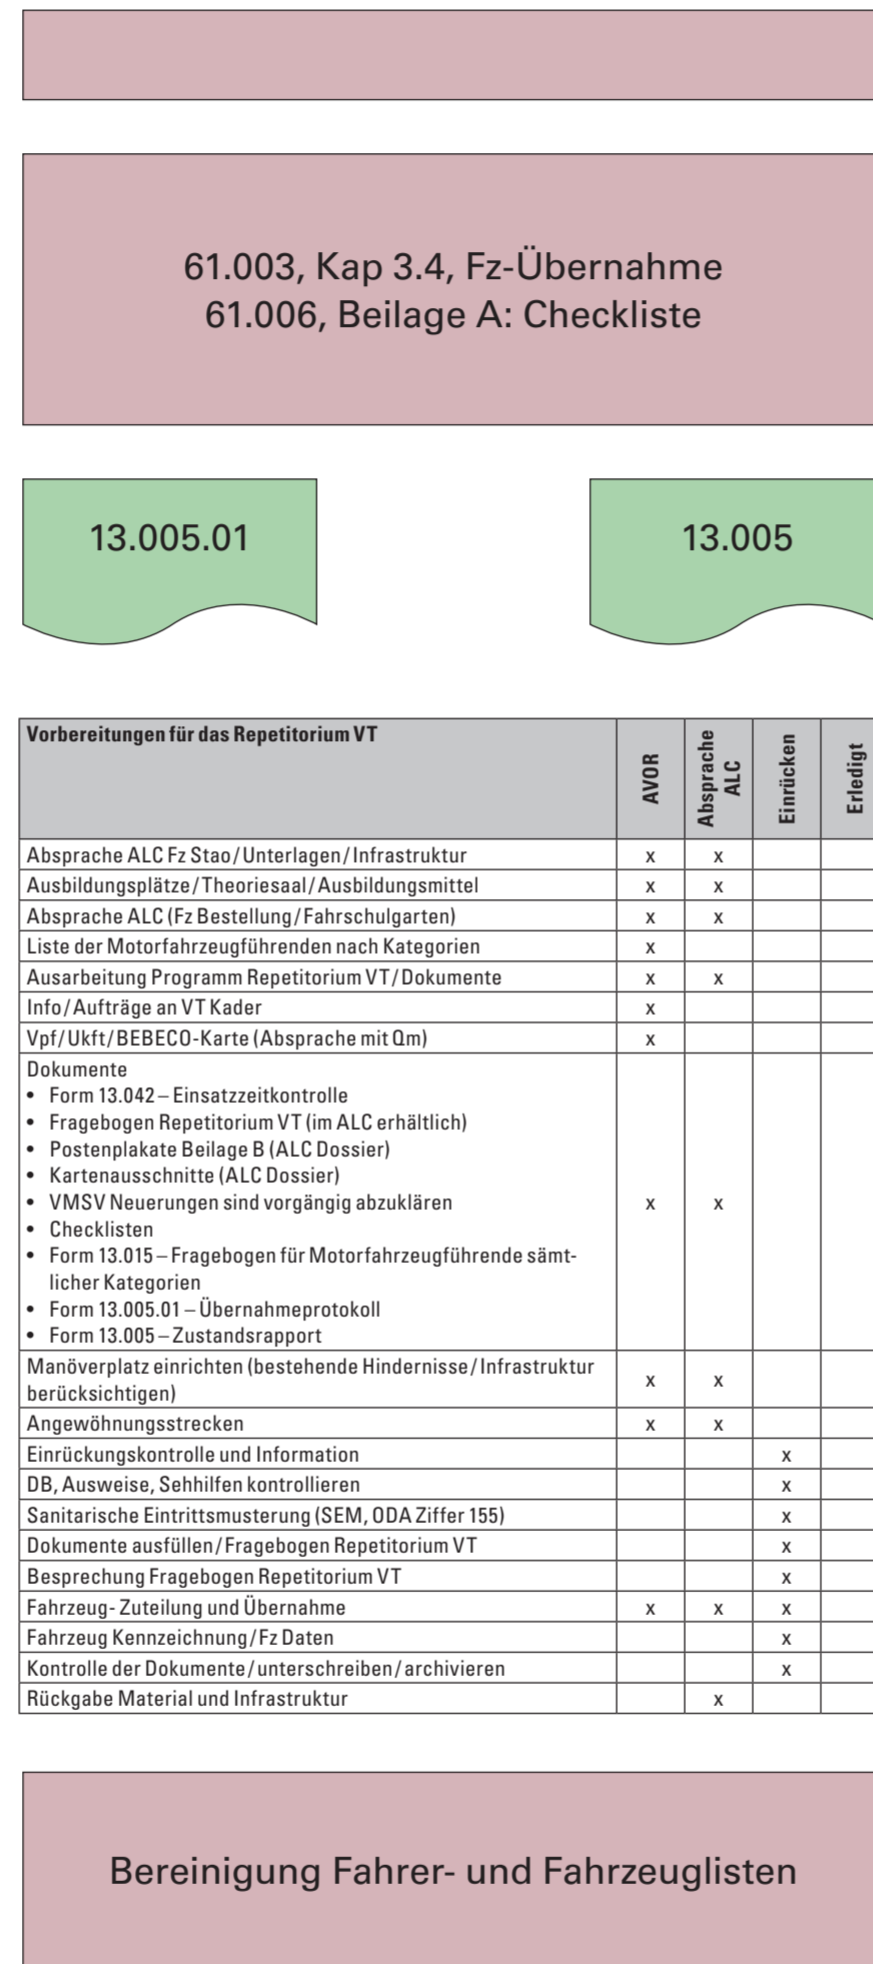 61.003, Kap 3.4, Fz-Übernahme
61.006, Beilage A: Checkliste
13.005.01
13.005
Vorbereitungen für das Repetitorium VT
AVOR
Absprache
ALC
Einrücken
Erledigt
Absprache ALC Fz Stao/Unterlagen/Infrastruktur x x
Ausbildungsplätze/Theoriesaal/Ausbildungsmittel x x
Absprache ALC (Fz Bestellung/Fahrschulgarten) x x
Liste der Motorfahrzeugführenden nach Kategorien x
Ausarbeitung Programm Repetitorium VT/Dokumente x x
Info/Aufträge an VT Kader x
Vpf/Ukft/BEBECO-Karte (Absprache mit Qm) x
Dokumente
• Form 13.042 – Einsatzzeitkontrolle
• Fragebogen Repetitorium VT (im ALC erhältlich)
• Postenplakate Beilage B (ALC Dossier)
• Kartenausschnitte (ALC Dossier)
• VMSV Neuerungen sind vorgängig abzuklären x x
• Checklisten
• Form 13.015 – Fragebogen für Motorfahrzeugführende sämt-
licher Kategorien
• Form 13.005.01 – Übernahmeprotokoll
• Form 13.005 – Zustandsrapport
Manöverplatz einrichten (bestehende Hindernisse/Infrastruktur
berücksichtigen) x x
Angewöhnungsstrecken x x
Einrückungskontrolle und Information x
DB, Ausweise, Sehhilfen kontrollieren x
Sanitarische Eintrittsmusterung (SEM, ODA Ziffer 155) x
Dokumente ausfüllen/Fragebogen Repetitorium VT x
Besprechung Fragebogen Repetitorium VT x
Fahrzeug- Zuteilung und Übernahme x x x
Fahrzeug Kennzeichnung/Fz Daten x
Kontrolle der Dokumente/unterschreiben/archivieren x
Rückgabe Material und Infrastruktur x
Bereinigung Fahrer- und Fahrzeuglisten